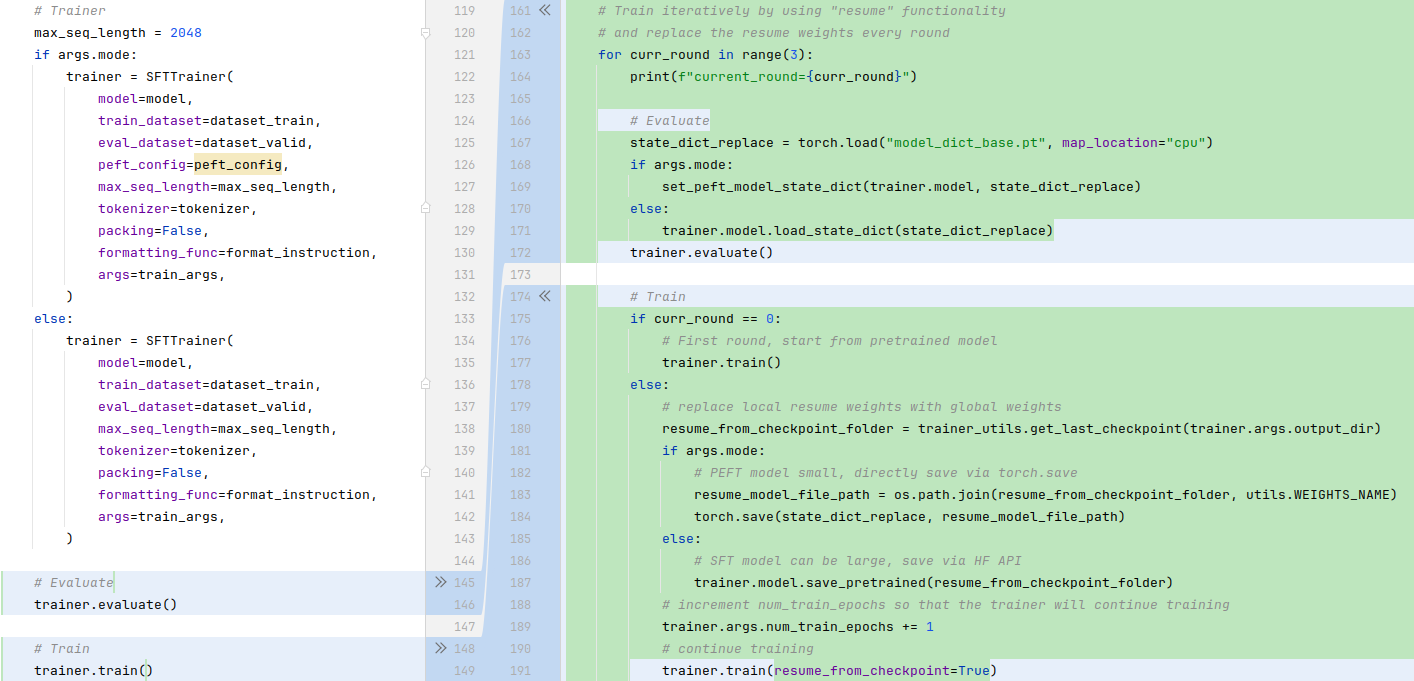 # Trainer
max_seq_length = 2048
if args.mode:
    trainer = SFTTrainer(
        model=model,
        train_dataset=dataset_train,
        eval_dataset=dataset_valid,
        peft_config=peft_config,
        max_seq_length=max_seq_length,
        tokenizer=tokenizer,
        packing=False,
        formatting_func=format_instruction,
        args=train_args,
    )
else:
    trainer = SFTTrainer(
        model=model,
        train_dataset=dataset_train,
        eval_dataset=dataset_valid,
        max_seq_length=max_seq_length,
        tokenizer=tokenizer,
        packing=False,
        formatting_func=format_instruction,
        args=train_args,
    )
# Evaluate
trainer.evaluate()
# Train
trainer.train()
119
120
121
122
123
124
125
126
127
128
129
130
131
132
133
134
135
136
137
138
139
140
141
142
143
144
145
146
147
148
149
161
162
163
164
165
166
167
168
169
170
171
172
173
174
175
176
177
178
179
180
181
182
183
184
185
186
187
188
189
190
191
# Train iteratively by using "resume" functionality
# and replace the resume weights every round
for curr_round in range(3):
    print(f"current_round={curr_round}")
    # Evaluate
    state_dict_replace = torch.load("model_dict_base.pt", map_location="cpu")
    if args.mode:
        set_peft_model_state_dict(trainer.model, state_dict_replace)
    else:
        trainer.model.load_state_dict(state_dict_replace)
    trainer.evaluate()
    # Train
    if curr_round == 0:
        # First round, start from pretrained model
        trainer.train()
    else:
        # replace local resume weights with global weights
        resume_from_checkpoint_folder = trainer_utils.get_last_checkpoint(trainer.args.output_dir)
        if args.mode:
            # PEFT model small, directly save via torch.save
            resume_model_file_path = os.path.join(resume_from_checkpoint_folder, utils.WEIGHTS_NAME)
            torch.save(state_dict_replace, resume_model_file_path)
        else:
            # SFT model can be large, save via HF API
            trainer.model.save_pretrained(resume_from_checkpoint_folder)
        # increment num_train_epochs so that the trainer will continue training
        trainer.args.num_train_epochs += 1
        # continue training
        trainer.train(resume_from_checkpoint=True)